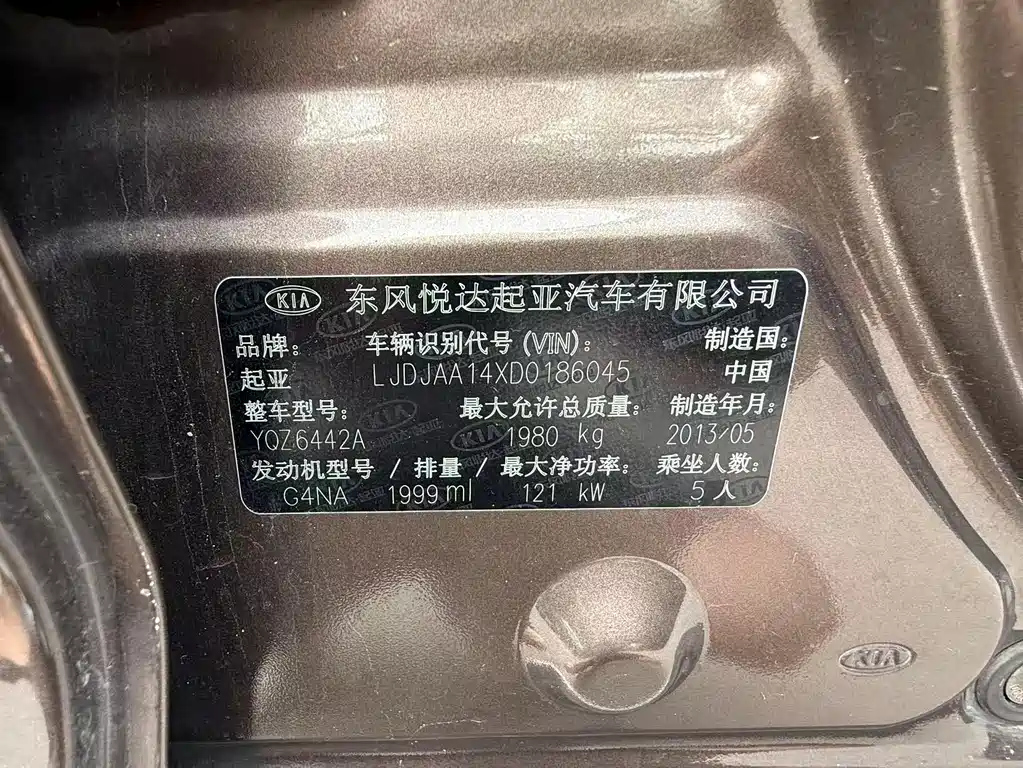 KIA 东风悦达起亚汽车有限公司
品牌： 车辆识别代号(VIN)： 制造国：
起亚 LJDJAA14XD0186045 中国
整车型号： 最大允许总质量： 制造年月：
YQZ6442A 1980 kg 2013/05
发动机型号 / 排量 / 最大净功率： 乘坐人数：
G4NA 1999ml 121 kW 5人
KIA